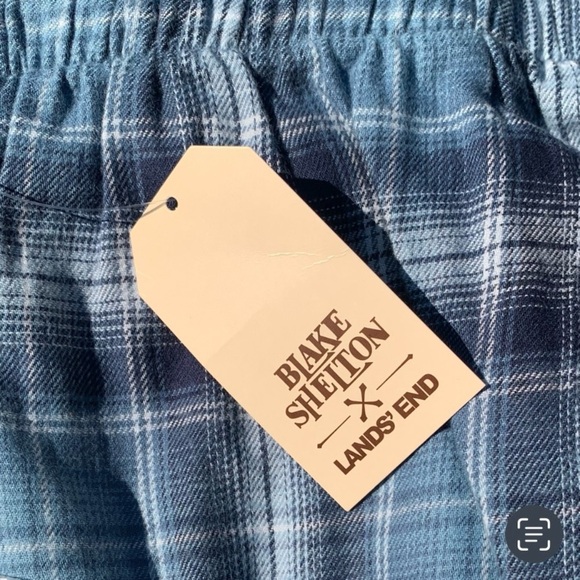 BLAKE
SHELTON
X
LANDS' END